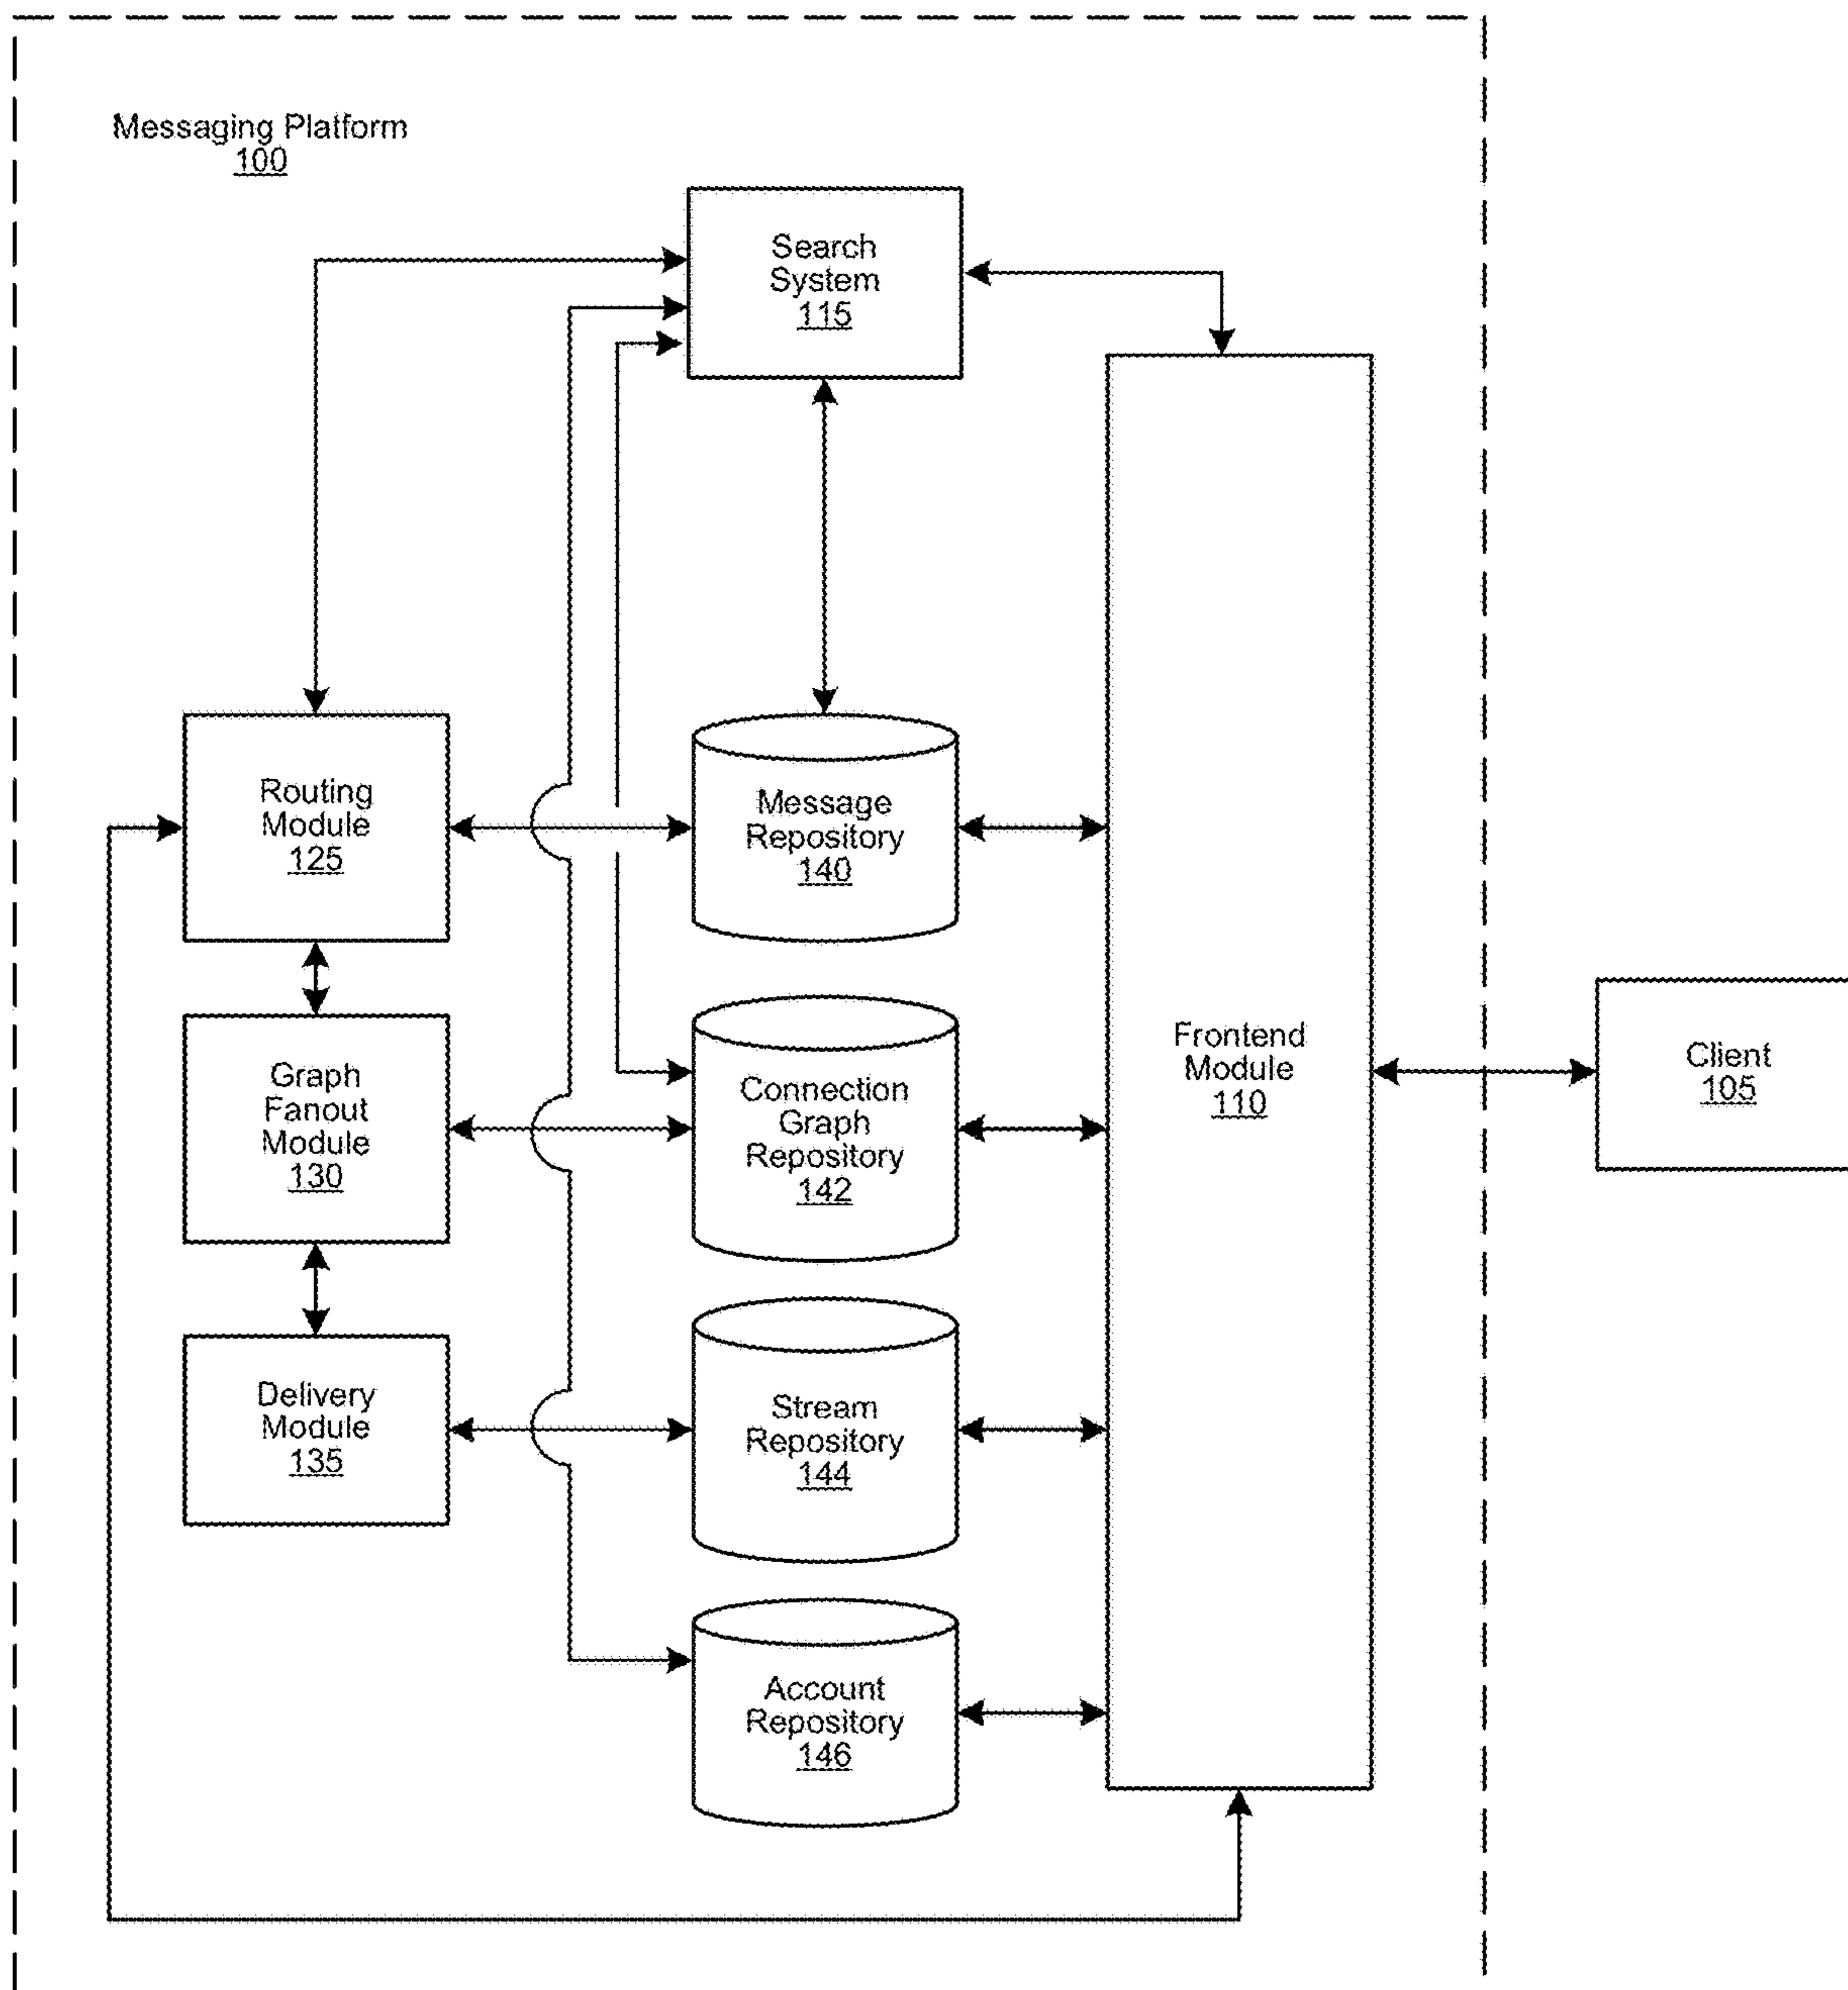 Messaging Platform
100
Search
System
115
Routing
Module
125
Message
Repository
140
Graph
Fanout
Module
130
Connection
Graph
Repository
142
Frontend
Module
110
Client
105
Delivery
Module
135
Stream
Repository
144
Account
Repository
146